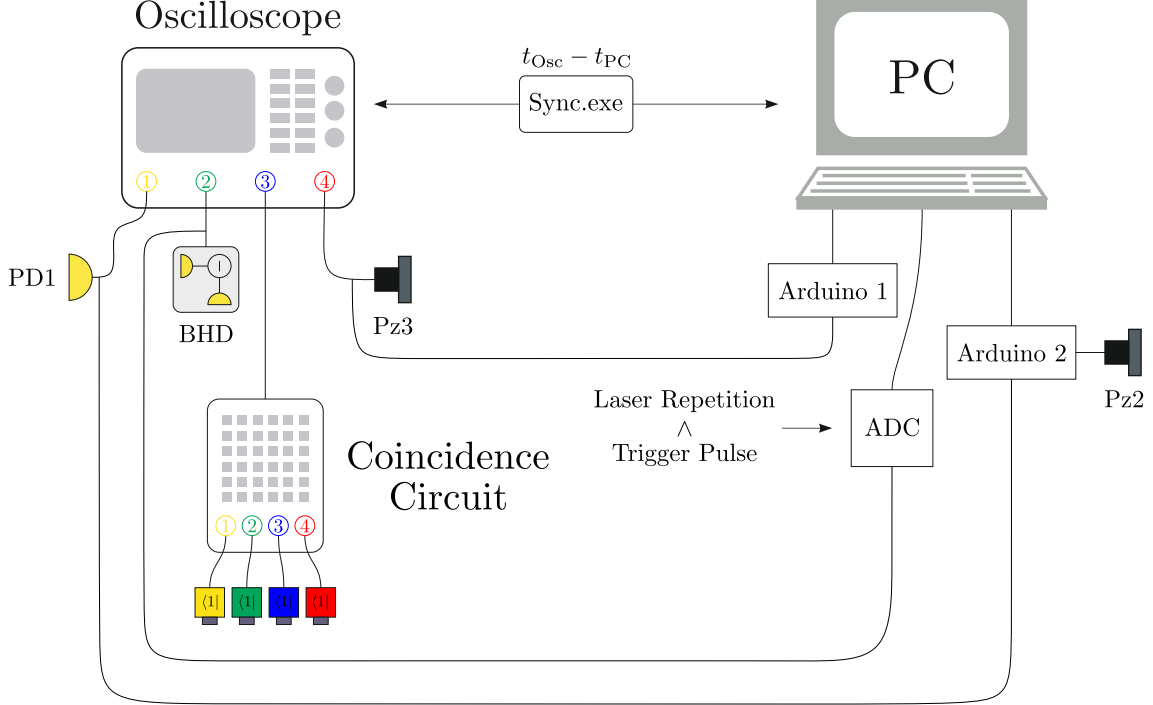 Oscilloscope
t_Osc − t_PC
Sync.exe
PC
1 2 3 4
PD1
BHD
Pz3
Arduino 1
Arduino 2
Pz2
Laser Repetition
∧
Trigger Pulse
ADC
Coincidence
Circuit
1 2 3 4
⟨1| ⟨1| ⟨1| ⟨1|